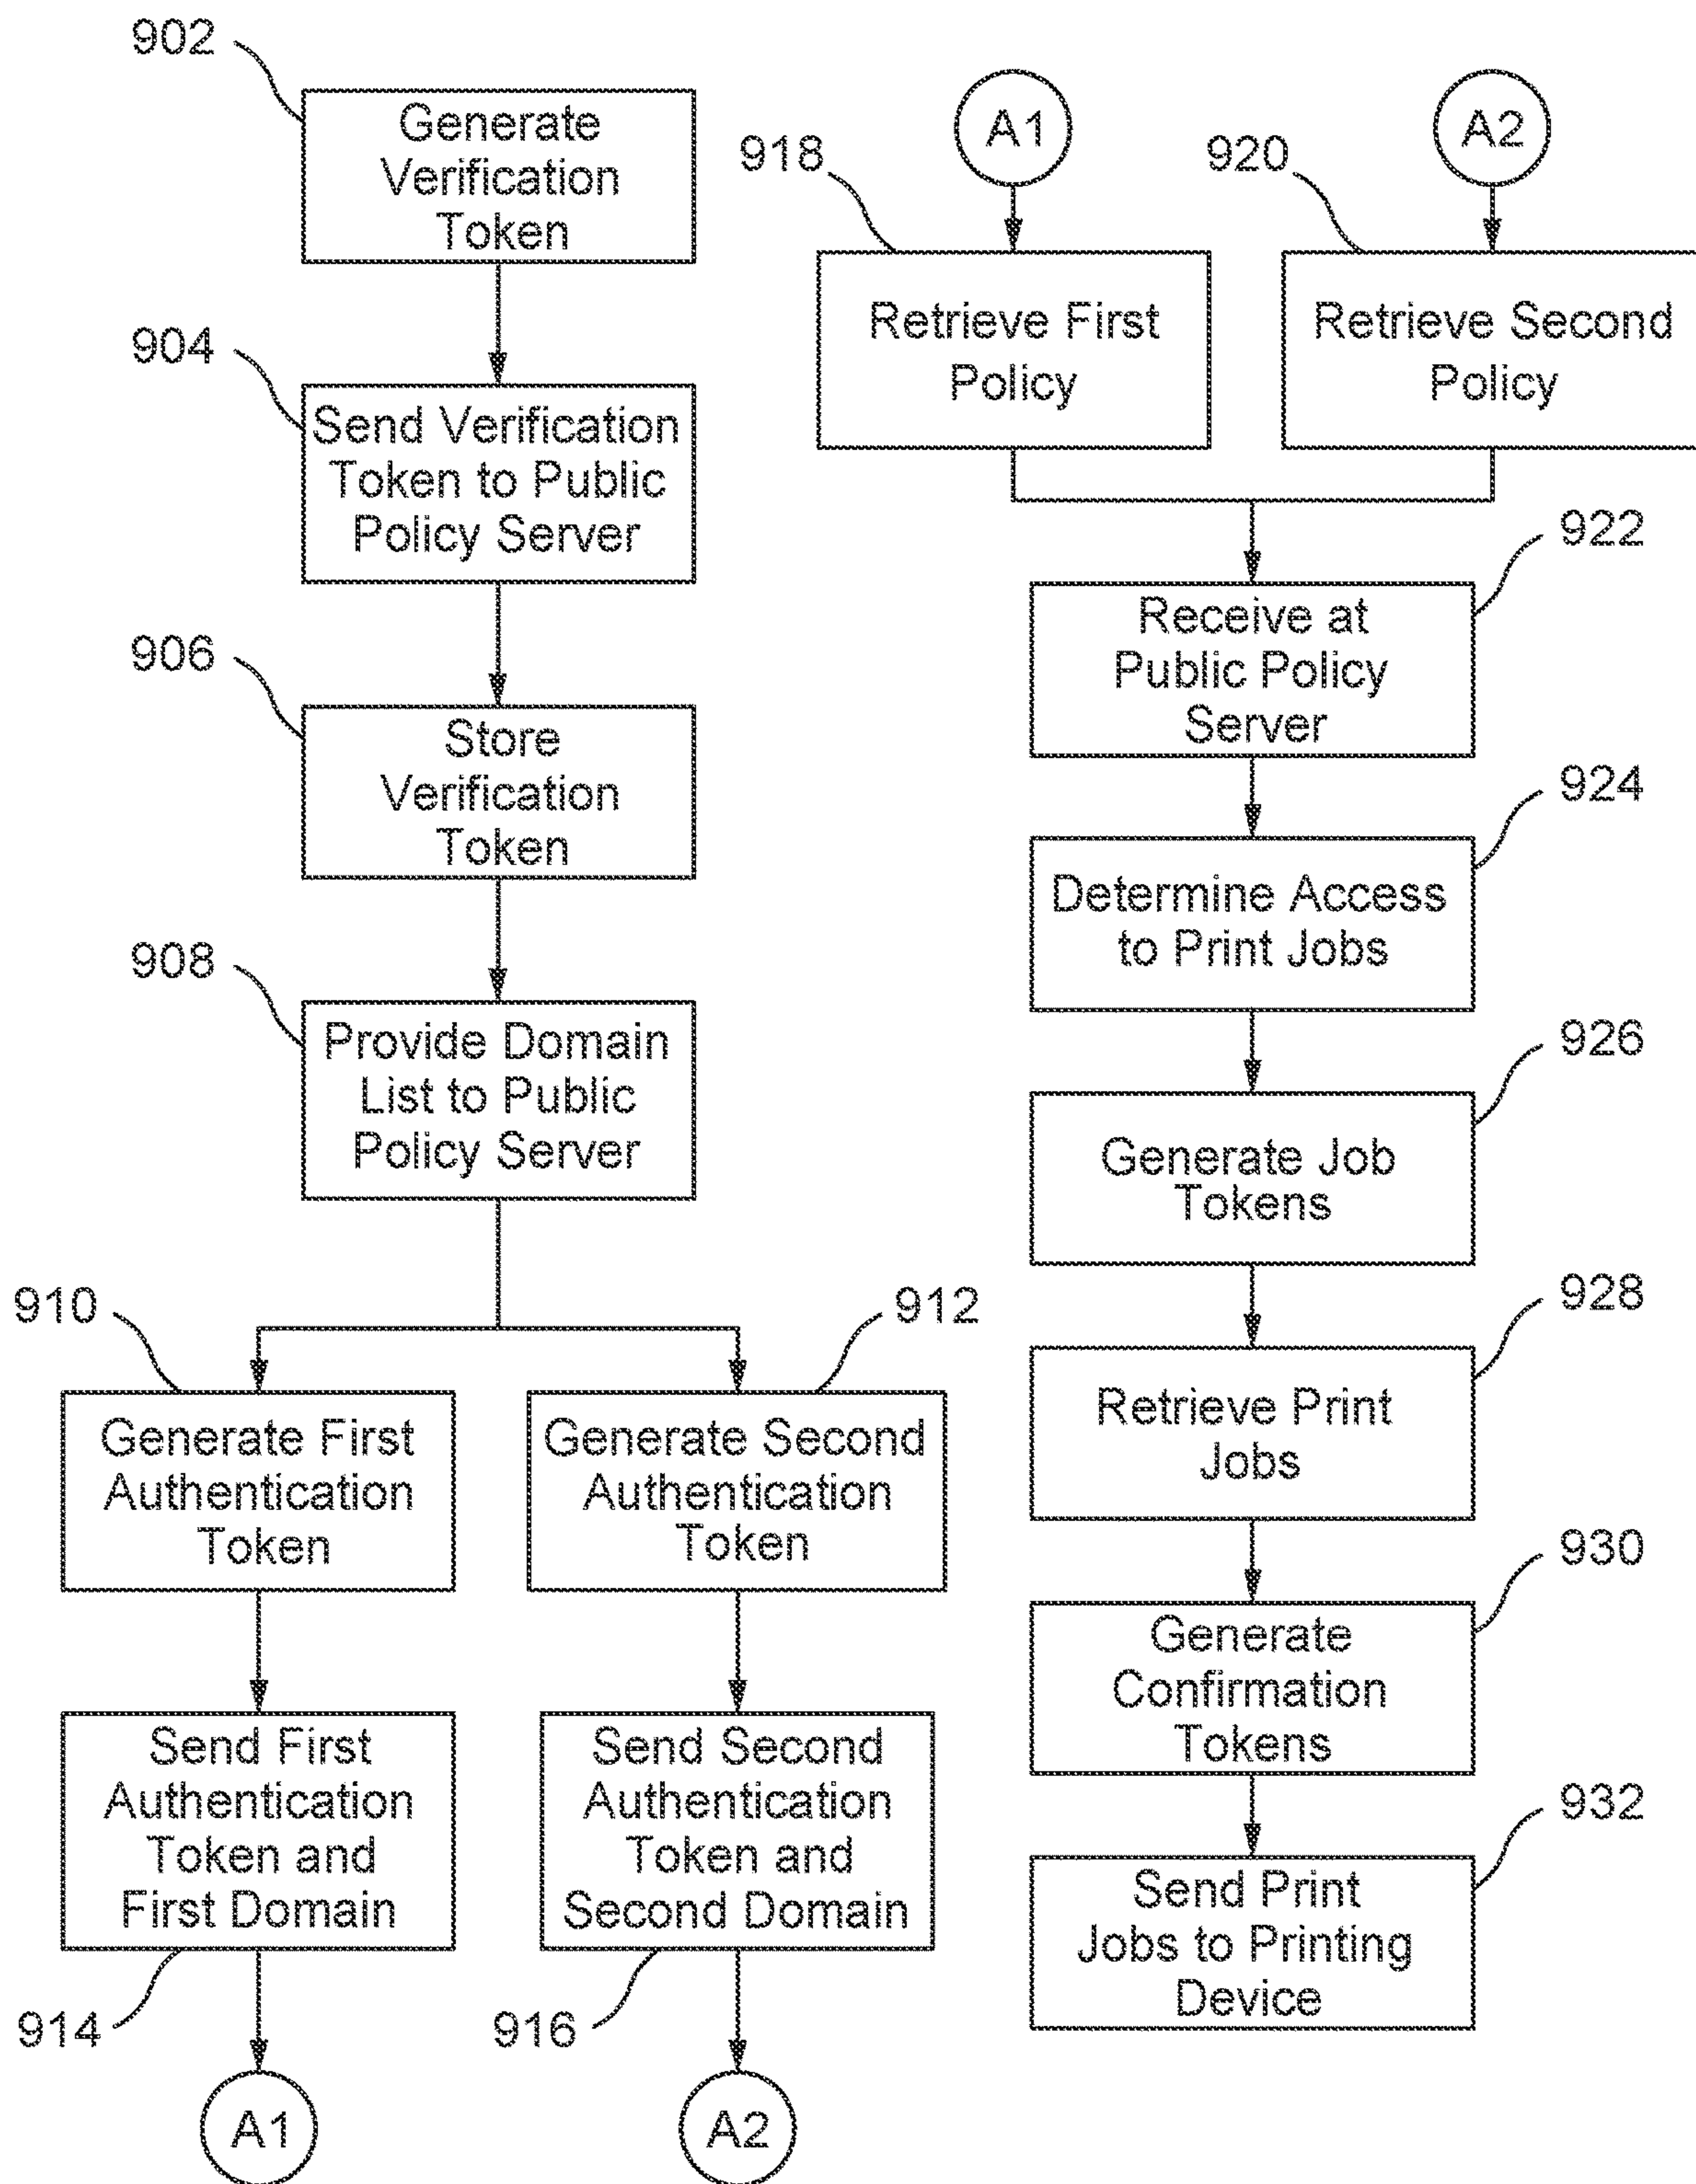 902
Generate
Verification
Token
904
Send Verification
Token to Public
Policy Server
906
Store
Verification
Token
908
Provide Domain
List to Public
Policy Server
910
912
Generate First
Authentication
Token
Generate Second
Authentication
Token
Send First
Authentication
Token and
First Domain
Send Second
Authentication
Token and
Second Domain
914
916
A1
A2
A1
A2
918
920
Retrieve First
Policy
Retrieve Second
Policy
922
Receive at
Public Policy
Server
924
Determine Access
to Print Jobs
926
Generate Job
Tokens
928
Retrieve Print
Jobs
930
Generate
Confirmation
Tokens
932
Send Print
Jobs to Printing
Device